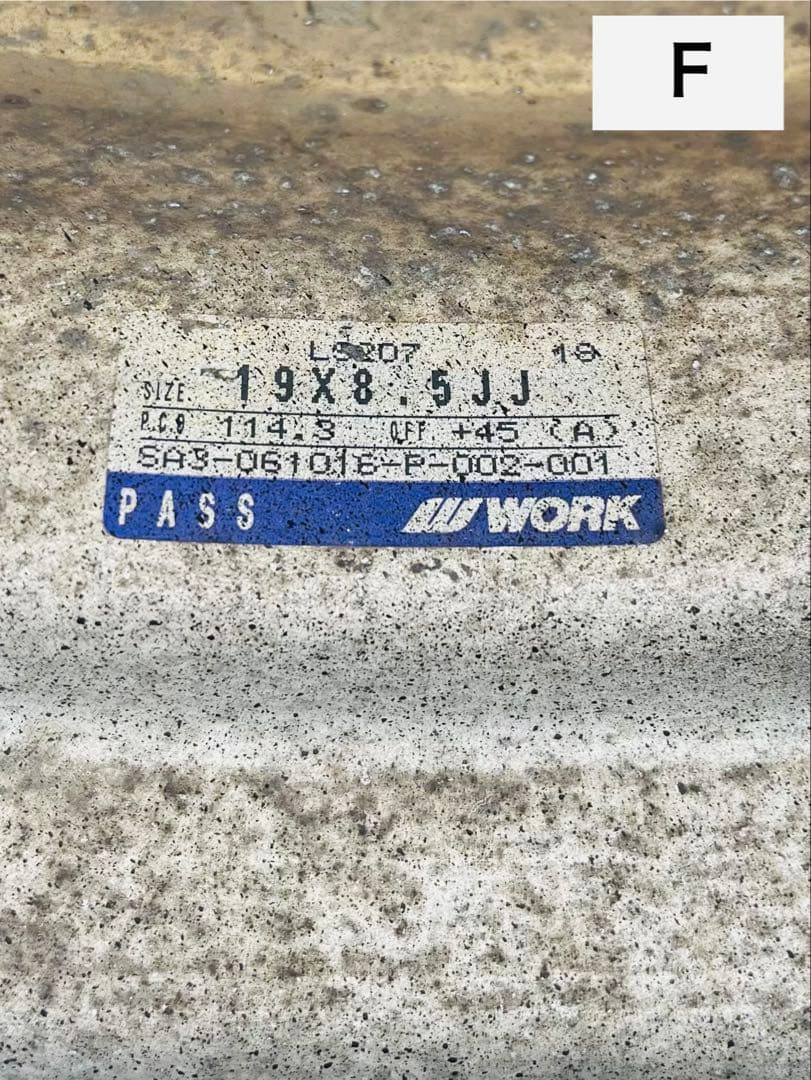 F
LS207 19
SIZE. 19X8.5JJ
P.C.D 114.3 OFF +45 (A)
SA3-061016-P-002-001
PASS WORK